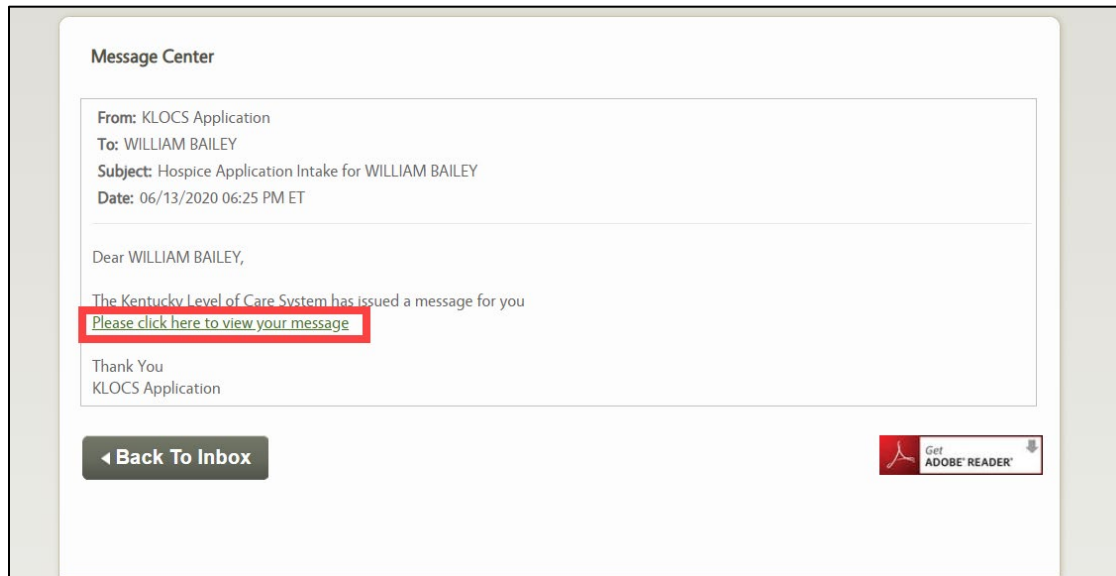 Message Center
From: KLOCS Application
To: WILLIAM BAILEY
Subject: Hospice Application Intake for WILLIAM BAILEY
Date: 06/13/2020 06:25 PM ET
Dear WILLIAM BAILEY,
The Kentucky Level of Care System has issued a message for you
Please click here to view your message
Thank You
KLOCS Application
Back To Inbox
Get
ADOBE® READER®